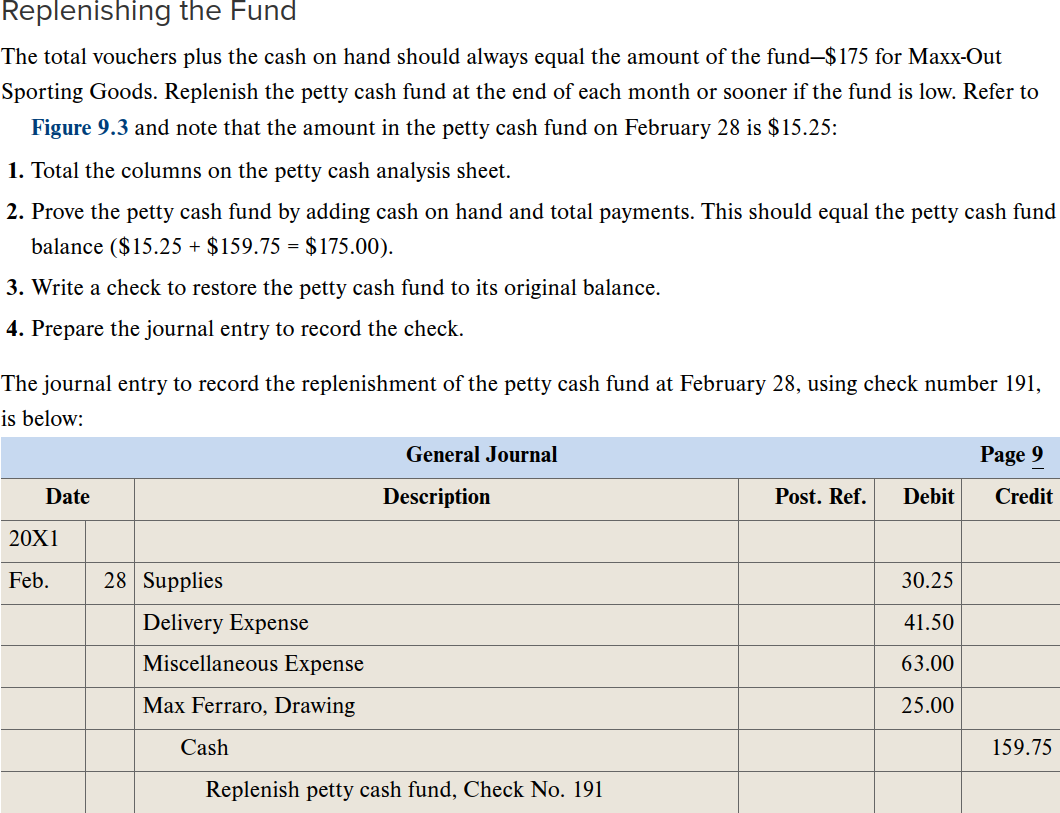 Replenishing the Fund
The total vouchers plus the cash on hand should always equal the amount of the fund–$175 for Maxx-Out
Sporting Goods. Replenish the petty cash fund at the end of each month or sooner if the fund is low. Refer to
Figure 9.3 and note that the amount in the petty cash fund on February 28 is $15.25:
1. Total the columns on the petty cash analysis sheet.
2. Prove the petty cash fund by adding cash on hand and total payments. This should equal the petty cash fund
balance ($15.25 + $159.75 = $175.00).
3. Write a check to restore the petty cash fund to its original balance.
4. Prepare the journal entry to record the check.
The journal entry to record the replenishment of the petty cash fund at February 28, using check number 191,
is below:
General Journal Page 9
Date Description Post. Ref. Debit Credit
20X1
Feb. 28 Supplies 30.25
Delivery Expense 41.50
Miscellaneous Expense 63.00
Max Ferraro, Drawing 25.00
Cash 159.75
Replenish petty cash fund, Check No. 191